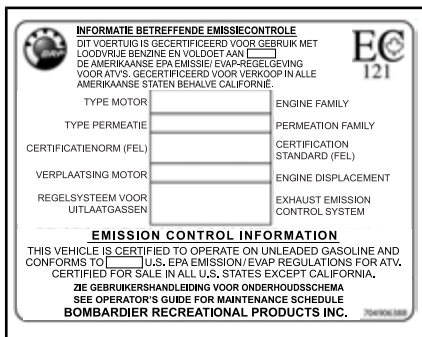 INFORMATIE BETREFFENDE EMISSIECONTROLE
DIT VOERTUIG IS GECERTIFICEERD VOOR GEBRUIK MET
LOODVRIJE BENZINE EN VOLDOET AAN
DE AMERIKAANSE EPA EMISSIE/ EVAP-REGELGEVING
VOOR ATV'S. GECERTIFICEERD VOOR VERKOOP IN ALLE
AMERIKAANSE STATEN BEHALVE CALIFORNIË.
brp
EC
121
TYPE MOTOR ENGINE FAMILY
TYPE PERMEATIE PERMEATION FAMILY
CERTIFICATIENORM (FEL) CERTIFICATION
STANDARD (FEL)
VERPLAATSING MOTOR ENGINE DISPLACEMENT
REGELSYSTEEM VOOR EXHAUST EMISSION
UITLAATGASSEN CONTROL SYSTEM
EMISSION CONTROL INFORMATION
THIS VEHICLE IS CERTIFIED TO OPERATE ON UNLEADED GASOLINE AND
CONFORMS TO U.S. EPA EMISSION/ EVAP REGULATIONS FOR ATV.
CERTIFIED FOR SALE IN ALL U.S. STATES EXCEPT CALIFORNIA.
ZIE GEBRUIKERSHANDLEIDING VOOR ONDERHOUDSSCHEMA
SEE OPERATOR'S GUIDE FOR MAINTENANCE SCHEDULE
BOMBARDIER RECREATIONAL PRODUCTS INC. 704906388